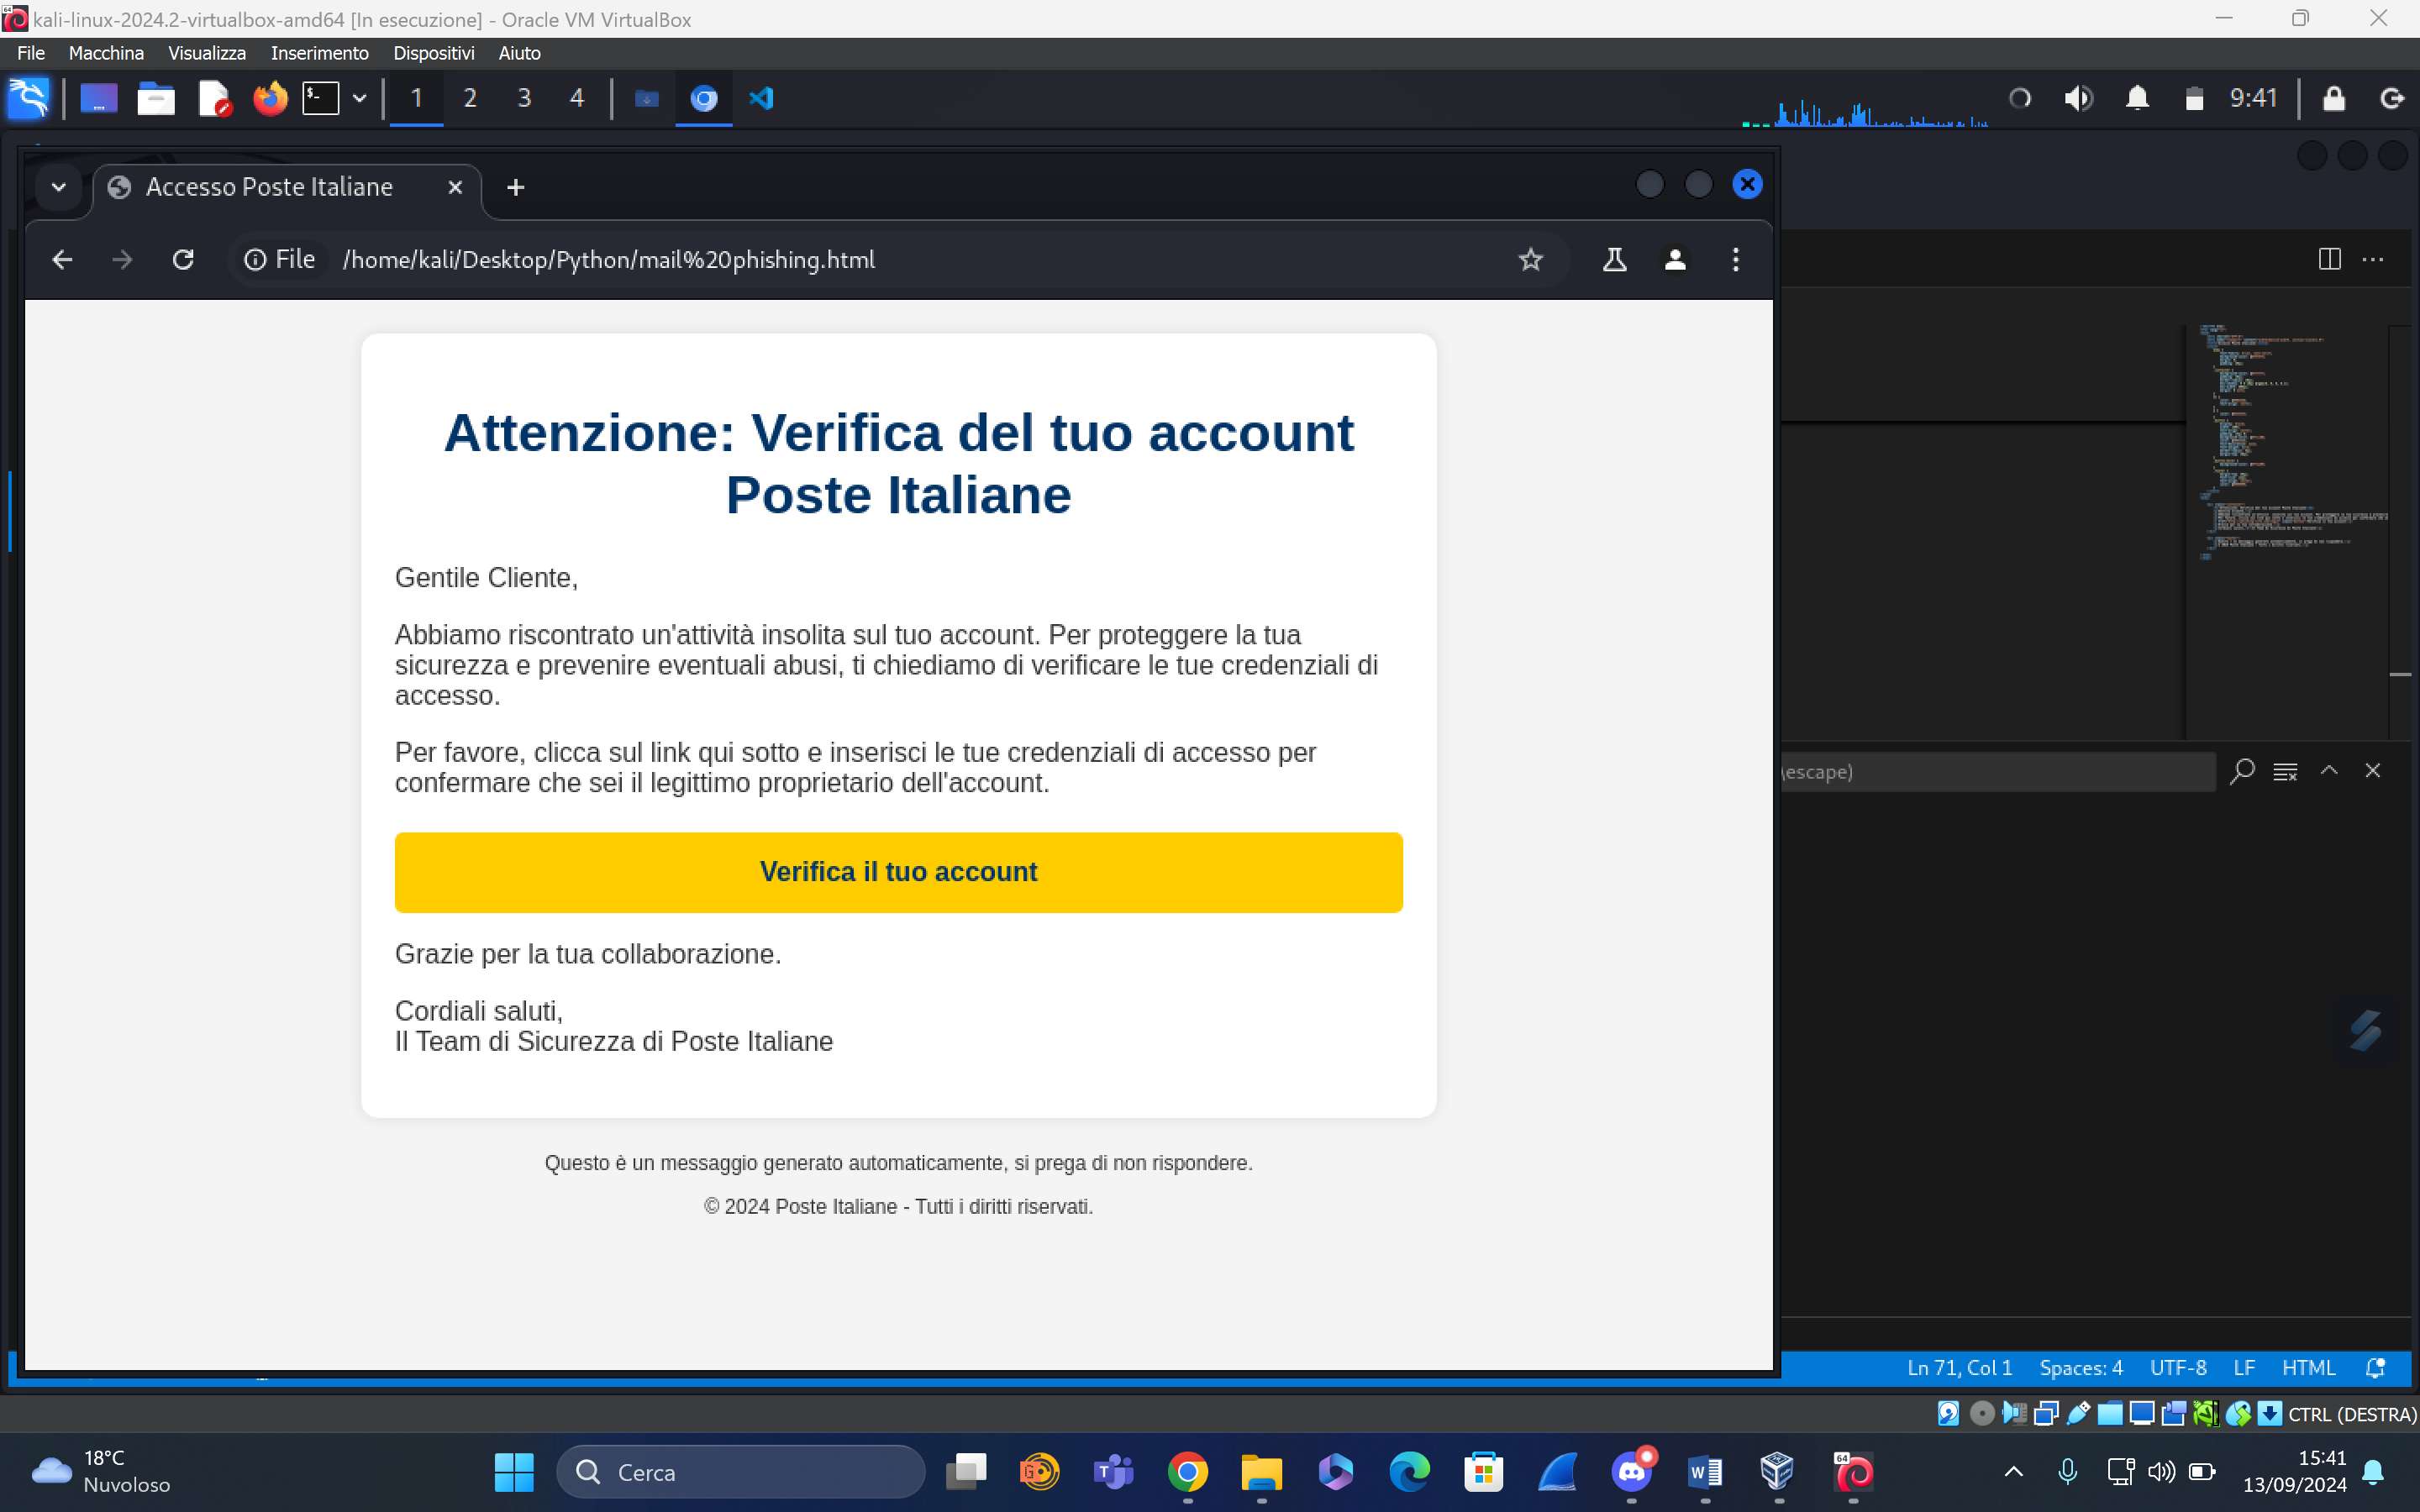 kali-linux-2024.2-virtualbox-amd64 [In esecuzione] - Oracle VM VirtualBox
File Macchina Visualizza Inserimento Dispositivi Aiuto
1 2 3 4 9:41
Accesso Poste Italiane
File /home/kali/Desktop/Python/mail%20phishing.html
Attenzione: Verifica del tuo account
Poste Italiane
Gentile Cliente,
Abbiamo riscontrato un'attività insolita sul tuo account. Per proteggere la tua
sicurezza e prevenire eventuali abusi, ti chiediamo di verificare le tue credenziali di
accesso.
Per favore, clicca sul link qui sotto e inserisci le tue credenziali di accesso per
confermare che sei il legittimo proprietario dell'account.
escape)
Verifica il tuo account
Grazie per la tua collaborazione.
Cordiali saluti,
Il Team di Sicurezza di Poste Italiane
Questo è un messaggio generato automaticamente, si prega di non rispondere.
© 2024 Poste Italiane - Tutti i diritti riservati.
Ln 71, Col 1 Spaces: 4 UTF-8 LF HTML
CTRL (DESTRA)
18°C
Nuvoloso
Cerca
15:41
13/09/2024